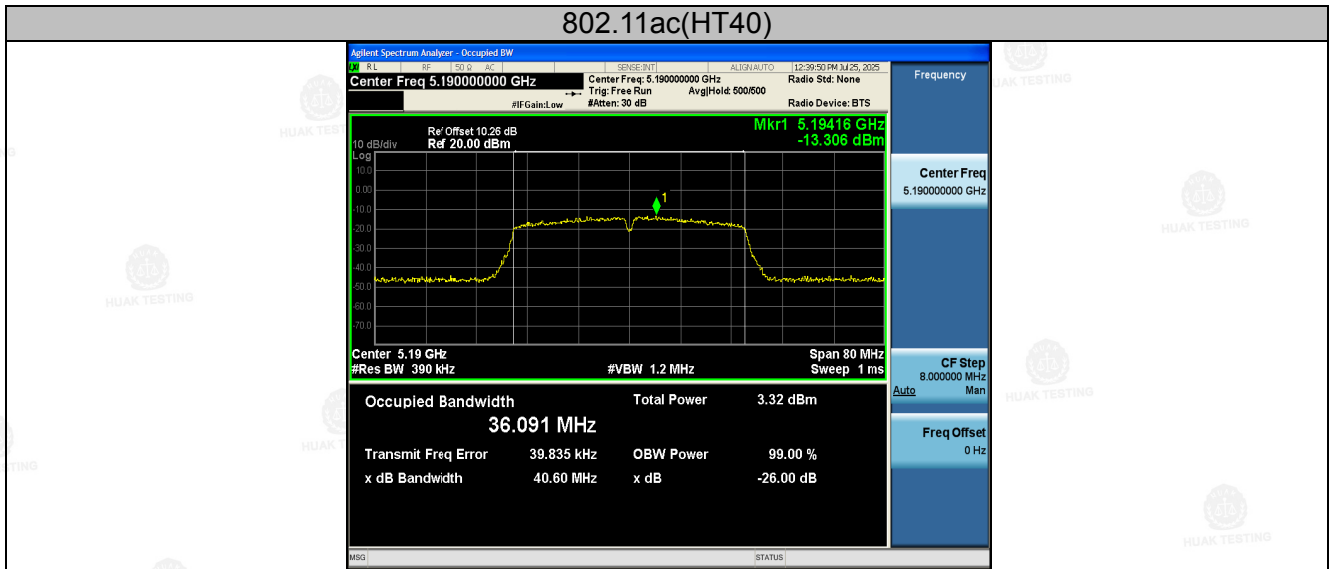 802.11ac(HT40)
Agilent Spectrum Analyzer - Occupied BW
LXI RL RF 50 Ω AC SENSE:INT ALIGN AUTO 12:39:50 PM Jul 25, 2025
Center Freq 5.190000000 GHz
Center Freq: 5.190000000 GHz
Radio Std: None
Trig: Free Run Avg|Hold: 500/500
#IFGain:Low #Atten: 30 dB Radio Device: BTS
Frequency
Mkr1 5.19416 GHz
-13.306 dBm
Ref Offset 10.26 dB
10 dB/div Ref 20.00 dBm
Log
10.0
0.00
-10.0
-20.0
-30.0
-40.0
-50.0
-60.0
-70.0
1
Center 5.19 GHz Span 80 MHz
#Res BW 390 kHz #VBW 1.2 MHz Sweep 1 ms
Occupied Bandwidth Total Power 3.32 dBm
36.091 MHz
Transmit Freq Error 39.835 kHz OBW Power 99.00 %
x dB Bandwidth 40.60 MHz x dB -26.00 dB
Center Freq
5.190000000 GHz
CF Step
8.000000 MHz
Auto Man
Freq Offset
0 Hz
MSG STATUS
HUAK TESTING
HUAK TESTING
HUAK TESTING
HUAK TESTING